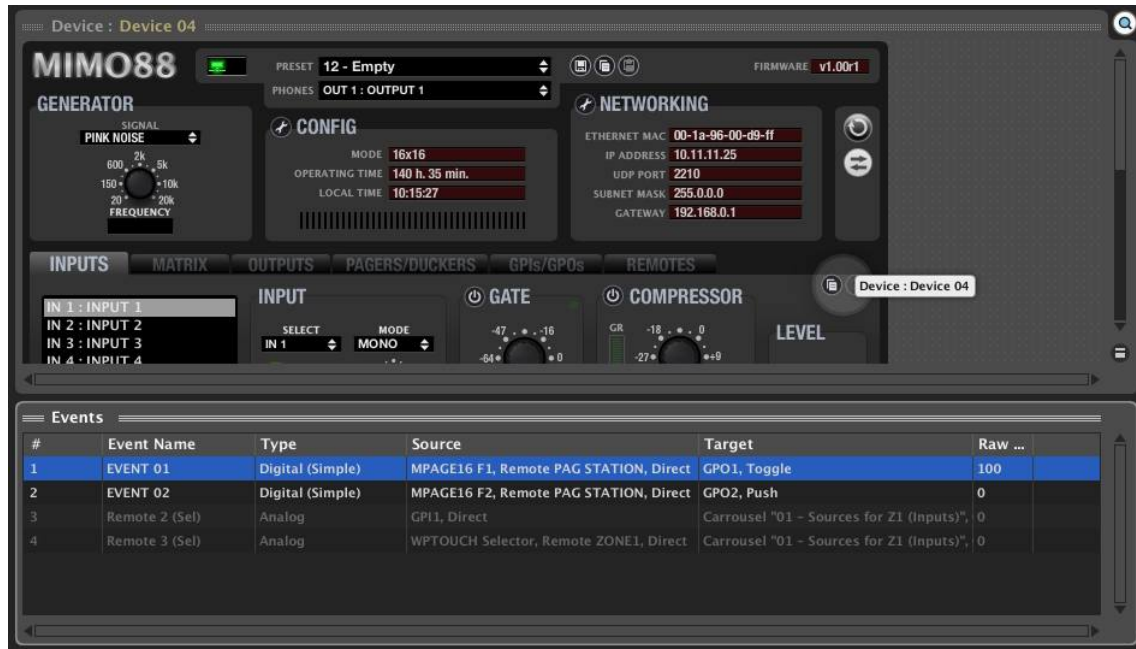 Device : Device 04
MIMO88
PRESET 12 - Empty
FIRMWARE v1.00r1
PHONES OUT 1 : OUTPUT 1
GENERATOR
SIGNAL
PINK NOISE
2k
600 5k
150 10k
20 20k
FREQUENCY
CONFIG
MODE 16x16
OPERATING TIME 140 h. 35 min.
LOCAL TIME 10:15:27
NETWORKING
ETHERNET MAC 00-1a-96-00-d9-ff
IP ADDRESS 10.11.11.25
UDP PORT 2210
SUBNET MASK 255.0.0.0
GATEWAY 192.168.0.1
INPUTS MATRIX OUTPUTS PAGERS/DUCKERS GPIs/GPOs REMOTES
Device : Device 04
IN 1 : INPUT 1
IN 2 : INPUT 2
IN 3 : INPUT 3
IN 4 : INPUT 4
INPUT
SELECT MODE
IN 1 MONO
GATE
-47 -16
-64 0
COMPRESSOR
GR -18 0
-27 +9
LEVEL
Events
# Event Name Type Source Target Raw ...
1 EVENT 01 Digital (Simple) MPAGE16 F1, Remote PAG STATION, Direct GPO1, Toggle 100
2 EVENT 02 Digital (Simple) MPAGE16 F2, Remote PAG STATION, Direct GPO2, Push 0
3 Remote 2 (Sel) Analog GPI1, Direct Carrousel "01 - Sources for Z1 (Inputs)", 0
4 Remote 3 (Sel) Analog WPTOUCH Selector, Remote ZONE1, Direct Carrousel "01 - Sources for Z1 (Inputs)", 0